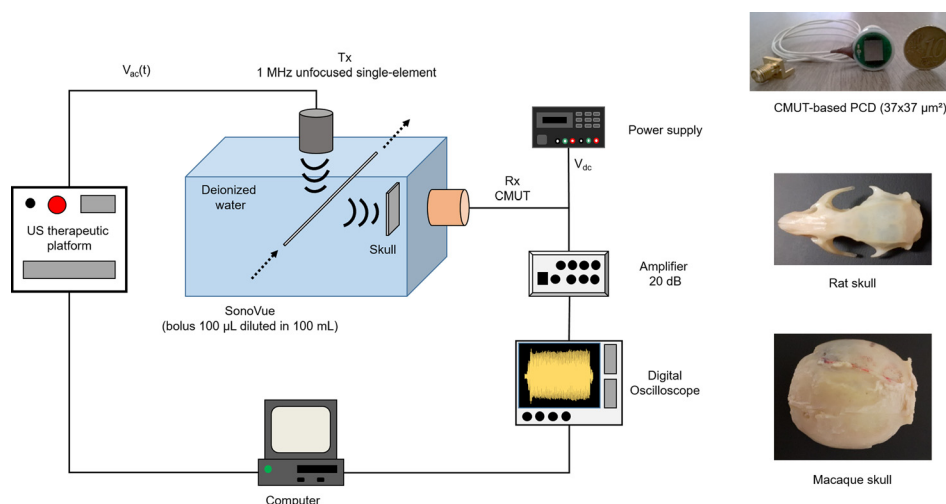 V_ac(t)
Tx
1 MHz unfocused single-element
Deionized
water
Skull
Rx
CMUT
V_dc
Power supply
US therapeutic
platform
SonoVue
(bolus 100 µL diluted in 100 mL)
Amplifier
20 dB
Digital
Oscilloscope
Computer
CMUT-based PCD (37x37 µm²)
Rat skull
Macaque skull